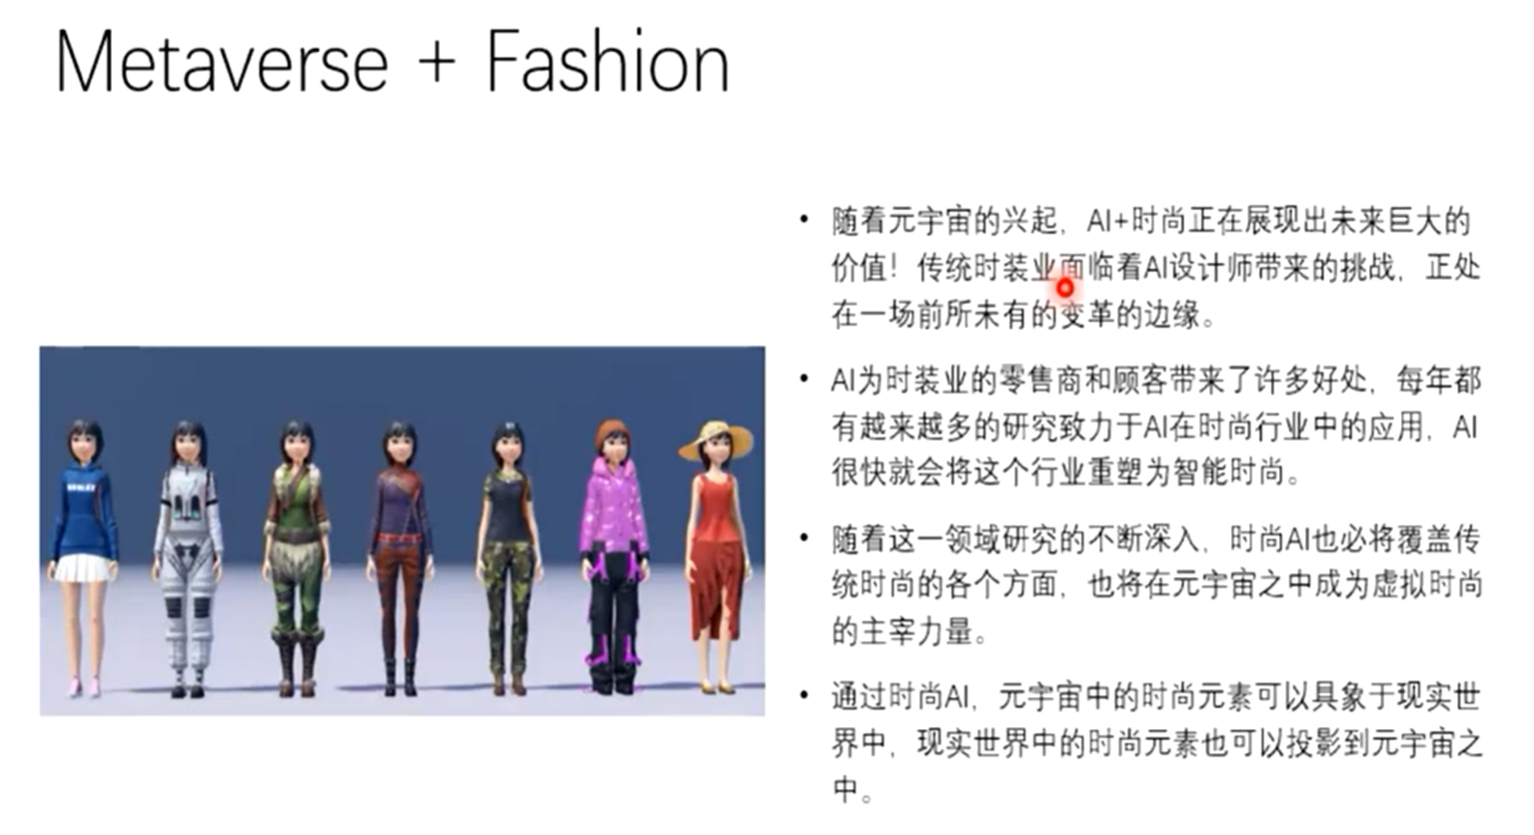 Metaverse + Fashion
• 随着元宇宙的兴起，AI+时尚正在展现出未来巨大的
价值！传统时装业面临着AI设计师带来的挑战，正处
在一场前所未有的变革的边缘。
• AI为时装业的零售商和顾客带来了许多好处，每年都
有越来越多的研究致力于AI在时尚行业中的应用，AI
很快就会将这个行业重塑为智能时尚。
• 随着这一领域研究的不断深入，时尚AI也必将覆盖传
统时尚的各个方面，也将在元宇宙之中成为虚拟时尚
的主宰力量。
• 通过时尚AI，元宇宙中的时尚元素可以具象于现实世
界中，现实世界中的时尚元素也可以投影到元宇宙之
中。